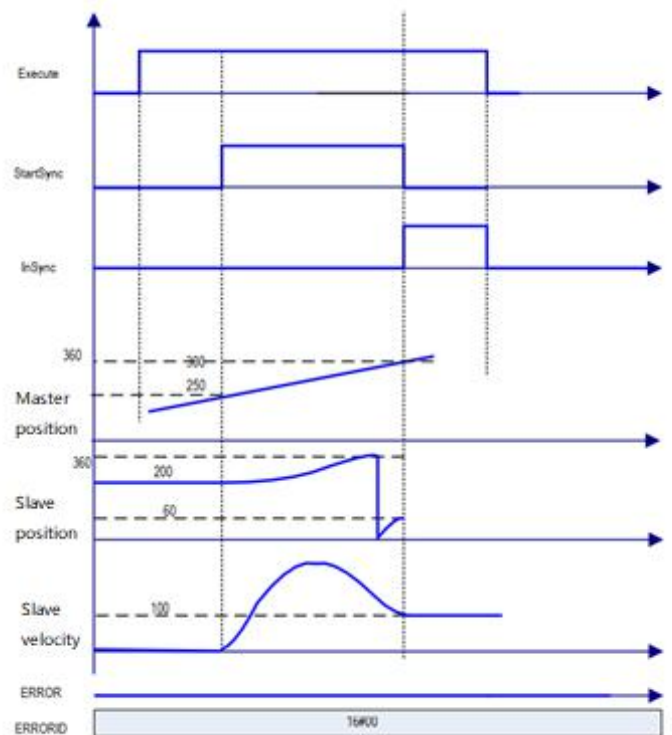 Execute
StartSync
InSync
360
300
250
Master
position
360
200
60
Slave
position
100
Slave
velocity
ERROR
16#00
ERRORID